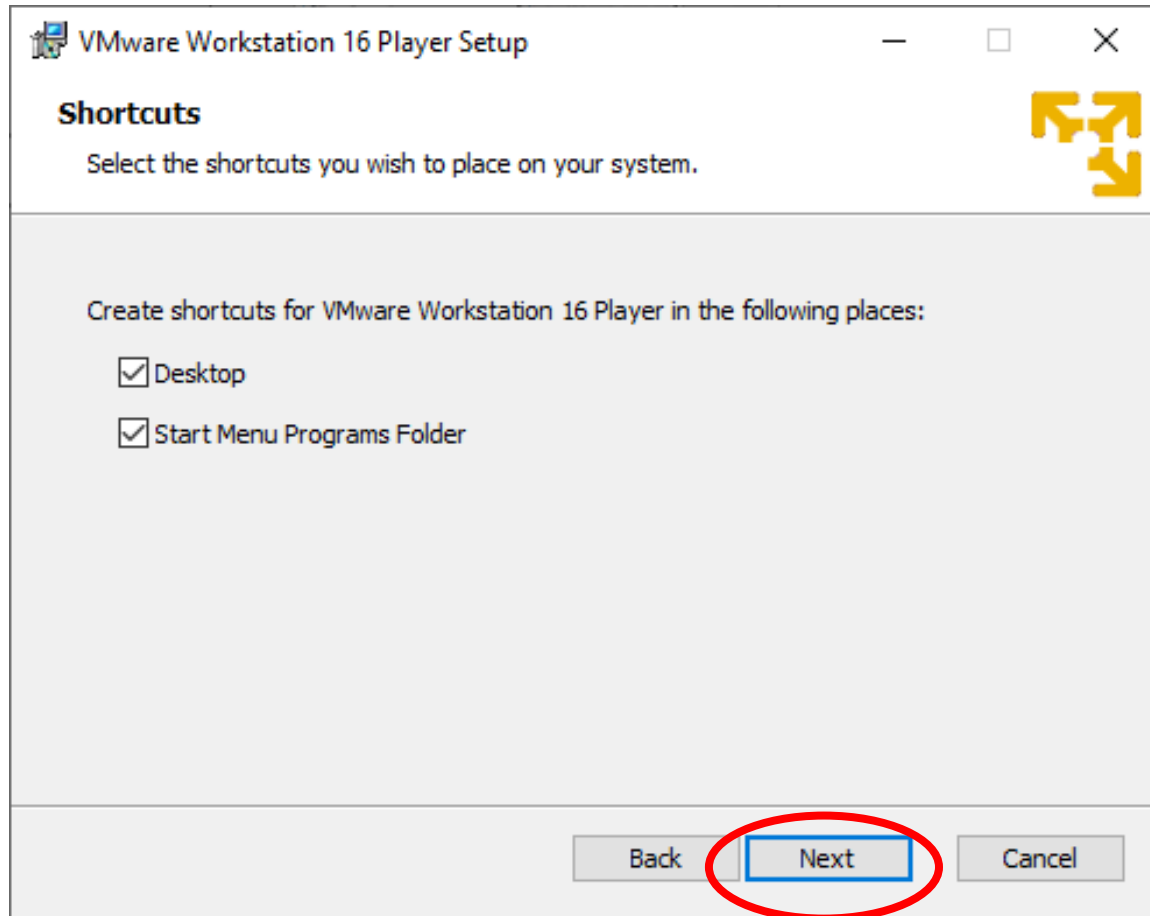 VMware Workstation 16 Player Setup
Shortcuts
Select the shortcuts you wish to place on your system.
Create shortcuts for VMware Workstation 16 Player in the following places:
Desktop
Start Menu Programs Folder
Back Next Cancel